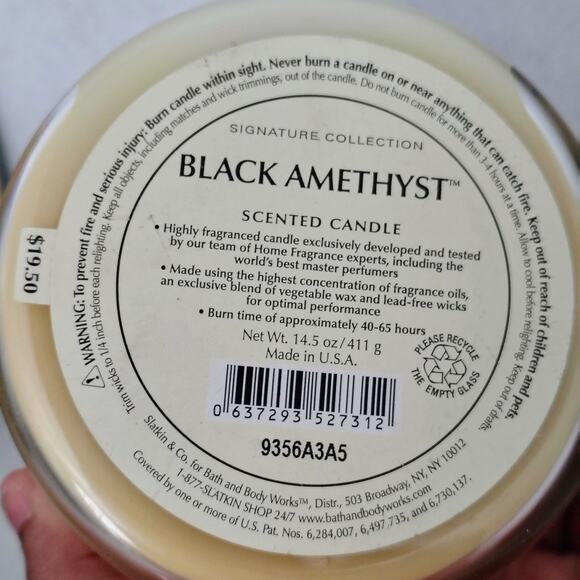 ⚠WARNING: To prevent fire and serious injury: Burn candle within sight. Never burn a candle on or near anything that can catch fire. Keep out of reach of children and pets.
Trim wicks to 1/4 inch before each relighting. Keep all objects, including matches and wick trimmings, out of the candle. Do not burn candle for more than 3-4 hours at a time. Allow to cool before relighting. Keep out of drafts.
SIGNATURE COLLECTION
BLACK AMETHYST™
SCENTED CANDLE
• Highly fragranced candle exclusively developed and tested
by our team of Home Fragrance experts, including the
world's best master perfumers
• Made using the highest concentration of fragrance oils,
an exclusive blend of vegetable wax and lead-free wicks
for optimal performance
• Burn time of approximately 40-65 hours
Net Wt. 14.5 oz/411 g
Made in U.S.A.
PLEASE RECYCLE
THE EMPTY GLASS
0 637293 527312
9356A3A5
Slatkin & Co. for Bath and Body Works™, Distr., 503 Broadway, NY, NY 10012
1-877-SLATKIN SHOP 24/7 www.bathandbodyworks.com
Covered by one or more of U.S. Pat. Nos. 6,284,007, 6,497,735, and 6,730,137.
$19.50